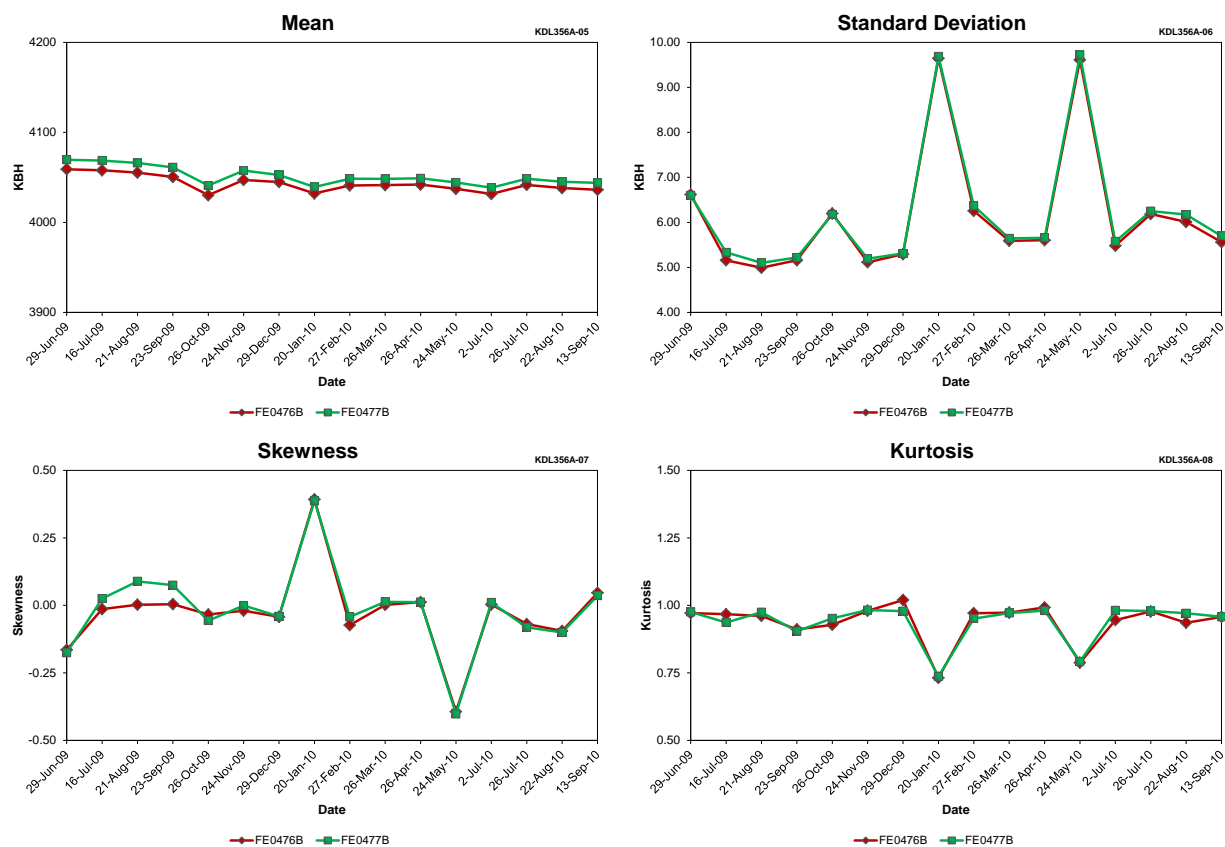 Mean
KDL356A-05
4200
4100
4000
3900
KBH
29-Jun-09
16-Jul-09
21-Aug-09
23-Sep-09
26-Oct-09
24-Nov-09
29-Dec-09
20-Jan-10
27-Feb-10
26-Mar-10
26-Apr-10
24-May-10
2-Jul-10
26-Jul-10
22-Aug-10
13-Sep-10
Date
FE0476B FE0477B
Standard Deviation
KDL356A-06
10.00
9.00
8.00
7.00
6.00
5.00
4.00
KBH
29-Jun-09
16-Jul-09
21-Aug-09
23-Sep-09
26-Oct-09
24-Nov-09
29-Dec-09
20-Jan-10
27-Feb-10
26-Mar-10
26-Apr-10
24-May-10
2-Jul-10
26-Jul-10
22-Aug-10
13-Sep-10
Date
FE0476B FE0477B
Skewness
KDL356A-07
0.50
0.25
0.00
-0.25
-0.50
Skewness
29-Jun-09
16-Jul-09
21-Aug-09
23-Sep-09
26-Oct-09
24-Nov-09
29-Dec-09
20-Jan-10
27-Feb-10
26-Mar-10
26-Apr-10
24-May-10
2-Jul-10
26-Jul-10
22-Aug-10
13-Sep-10
Date
FE0476B FE0477B
Kurtosis
KDL356A-08
1.50
1.25
1.00
0.75
0.50
Kurtosis
29-Jun-09
16-Jul-09
21-Aug-09
23-Sep-09
26-Oct-09
24-Nov-09
29-Dec-09
20-Jan-10
27-Feb-10
26-Mar-10
26-Apr-10
24-May-10
2-Jul-10
26-Jul-10
22-Aug-10
13-Sep-10
Date
FE0476B FE0477B